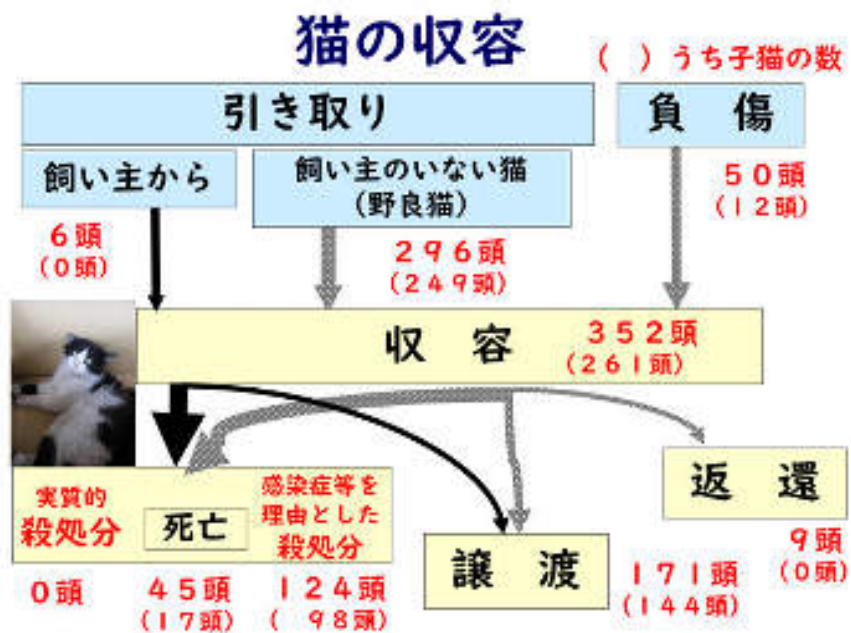 猫の収容
（　）うち子猫の数
引き取り
負　傷
飼い主から
飼い主のいない猫
（野良猫）
５０頭
（１２頭）
６頭
（０頭）
２９６頭
（２４９頭）
収　容
３５２頭
（２６１頭）
返　還
９頭
（０頭）
実質的
殺処分
死亡
感染症等を
理由とした
殺処分
譲　渡
０頭
４５頭
（１７頭）
１２４頭
（　９８頭）
１７１頭
（１４４頭）